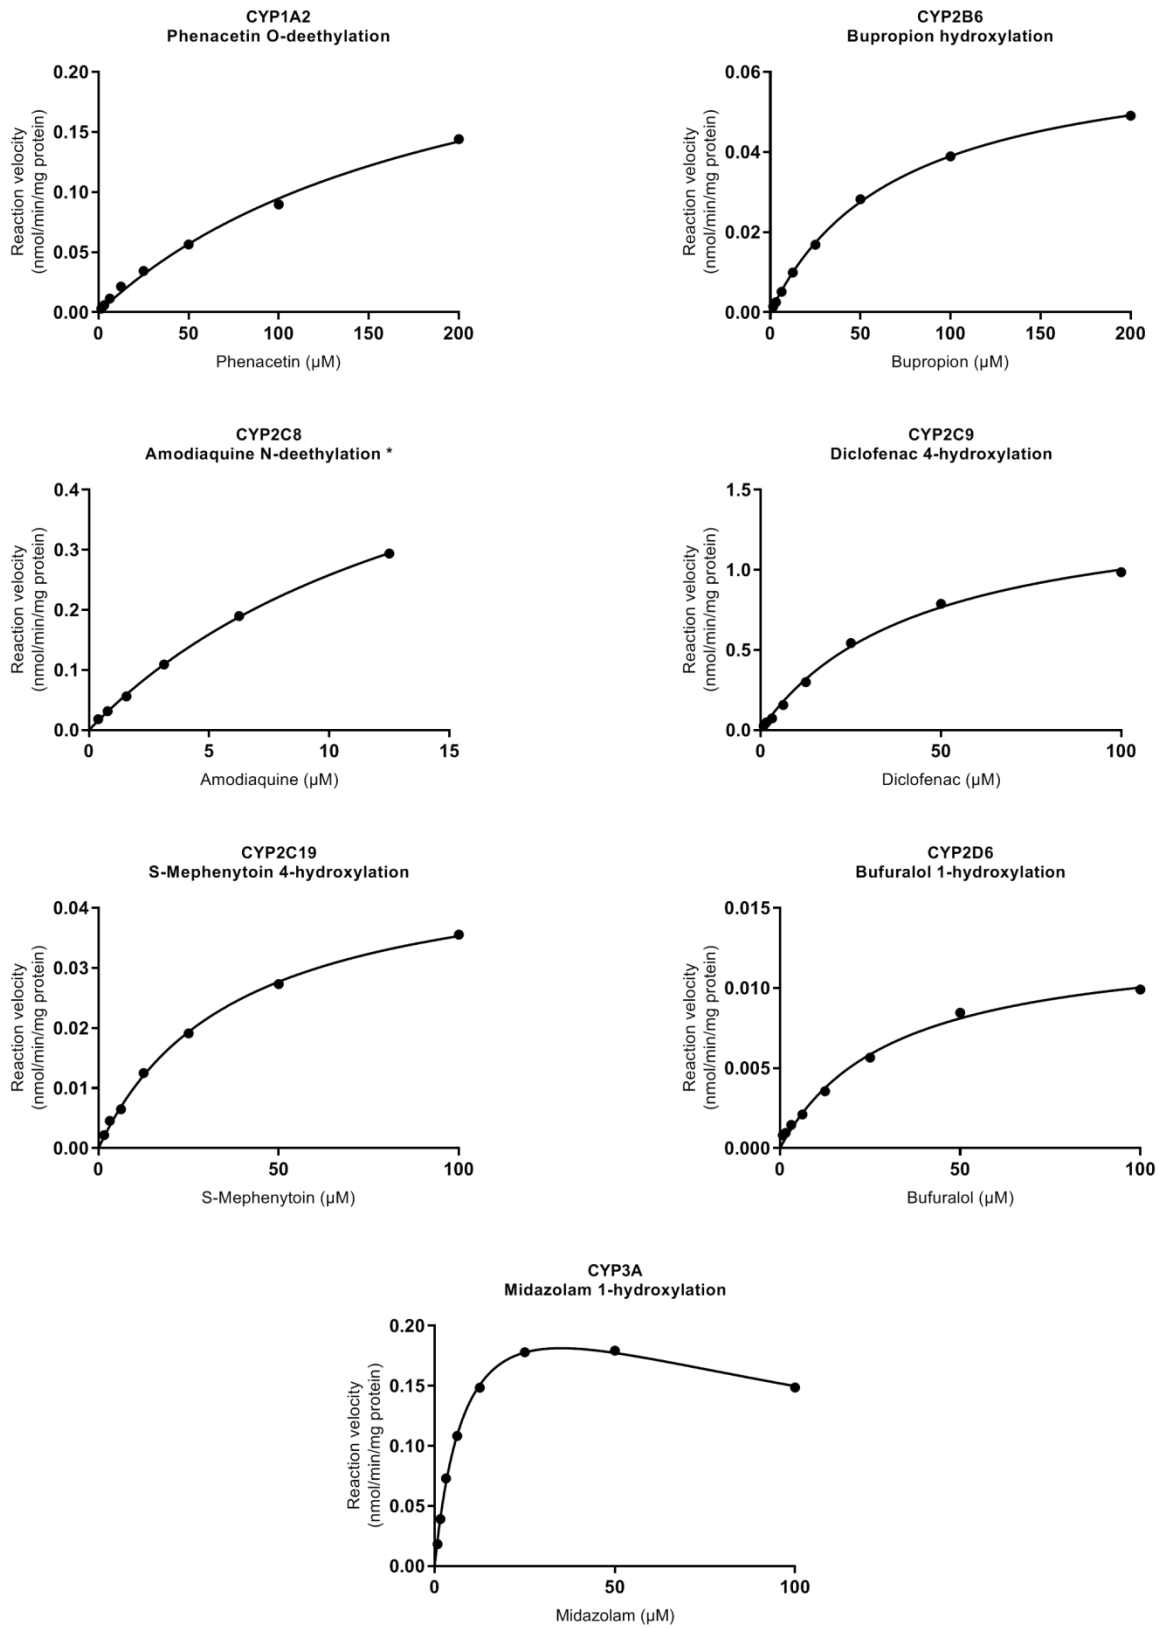 CYP1A2
Phenacetin O-deethylation
Reaction velocity
(nmol/min/mg protein)
0.20
0.15
0.10
0.05
0.00
0 50 100 150 200
Phenacetin (µM)
CYP2B6
Bupropion hydroxylation
Reaction velocity
(nmol/min/mg protein)
0.06
0.04
0.02
0.00
0 50 100 150 200
Bupropion (µM)
CYP2C8
Amodiaquine N-deethylation *
Reaction velocity
(nmol/min/mg protein)
0.4
0.3
0.2
0.1
0.0
0 5 10 15
Amodiaquine (µM)
CYP2C9
Diclofenac 4-hydroxylation
Reaction velocity
(nmol/min/mg protein)
1.5
1.0
0.5
0.0
0 50 100
Diclofenac (µM)
CYP2C19
S-Mephenytoin 4-hydroxylation
Reaction velocity
(nmol/min/mg protein)
0.04
0.03
0.02
0.01
0.00
0 50 100
S-Mephenytoin (µM)
CYP2D6
Bufuralol 1-hydroxylation
Reaction velocity
(nmol/min/mg protein)
0.015
0.010
0.005
0.000
0 50 100
Bufuralol (µM)
CYP3A
Midazolam 1-hydroxylation
Reaction velocity
(nmol/min/mg protein)
0.20
0.15
0.10
0.05
0.00
0 50 100
Midazolam (µM)